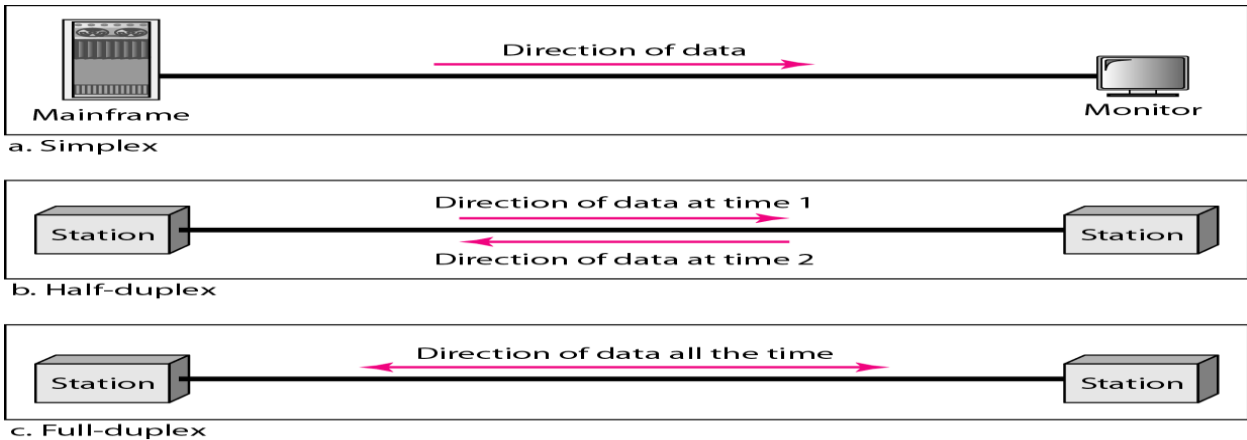 Direction of data
Mainframe
Monitor
a. Simplex
Direction of data at time 1
Station
Station
Direction of data at time 2
b. Half-duplex
Direction of data all the time
Station
Station
c. Full-duplex